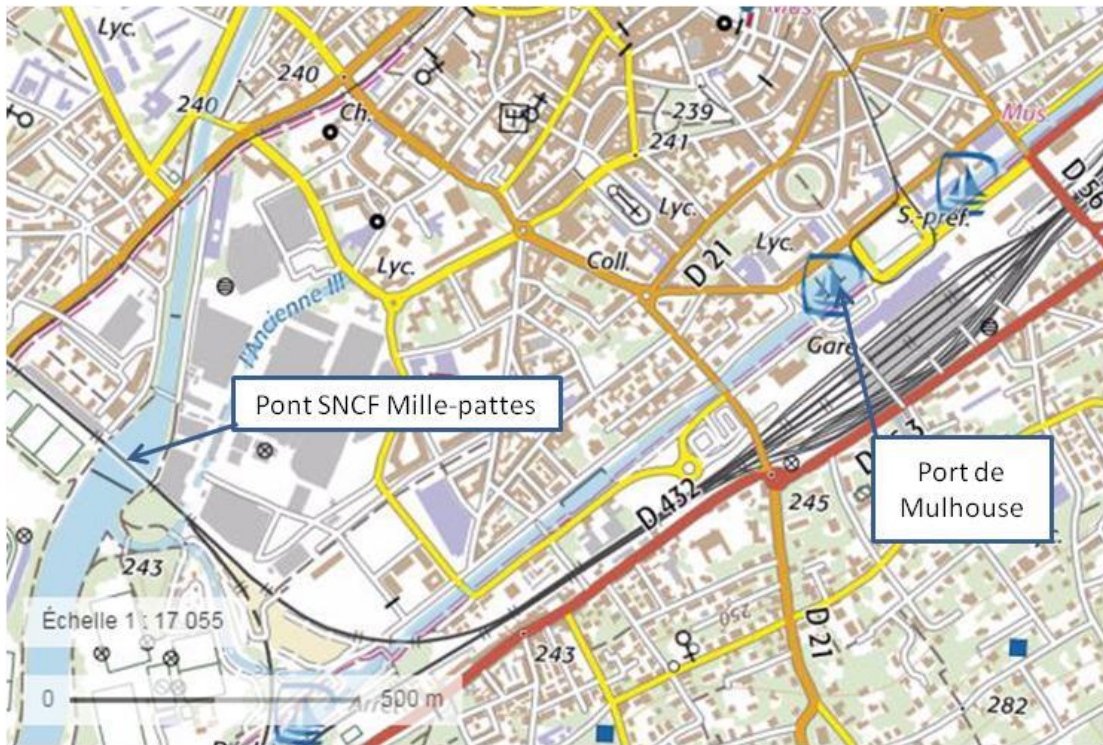 Lyc.
Mus.
240
240
Ch.
239
241
Mus
D 56
Lyc.
S.-préf.
Lyc.
Coll.
D 21
Lyc.
l'Ancienne Ill
Gare
Pont SNCF Mille-pattes
Port de
Mulhouse
D 432
245
243
Échelle 1 : 17 055
250
D 21
243
0 500 m
282